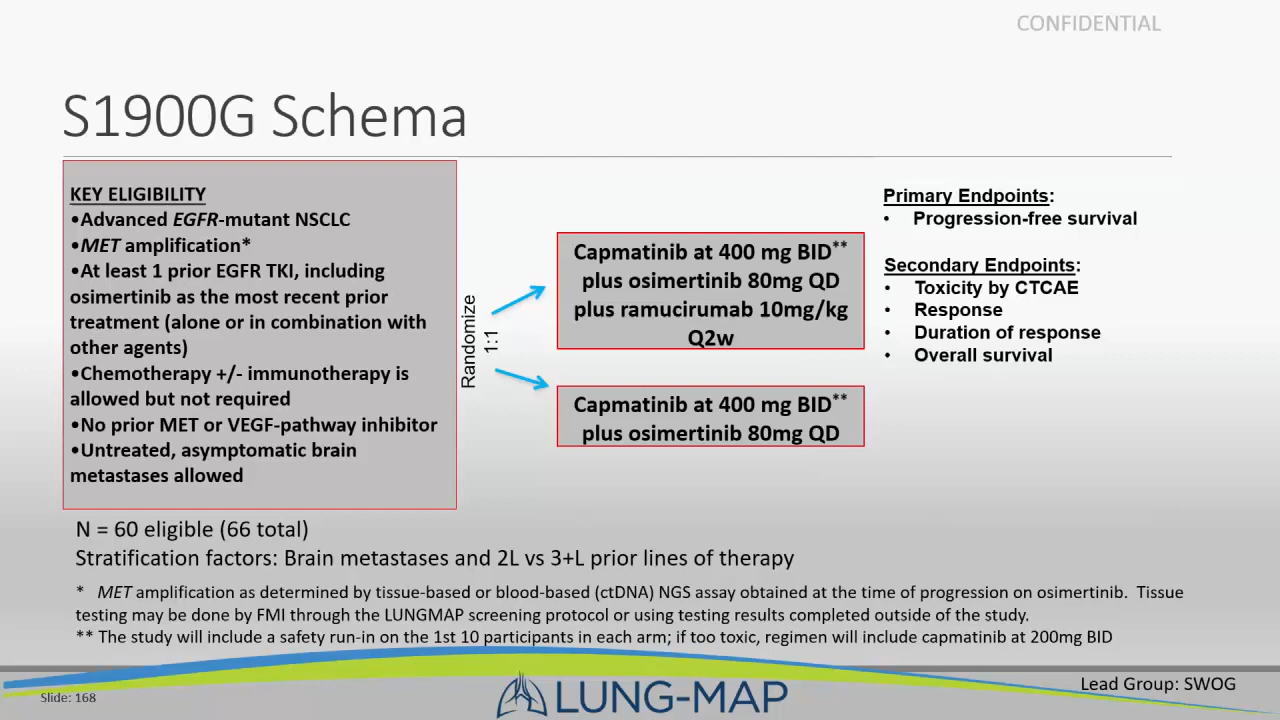 CONFIDENTIAL
S1900G Schema
KEY ELIGIBILITY
•Advanced EGFR-mutant NSCLC
•MET amplification*
•At least 1 prior EGFR TKI, including
osimertinib as the most recent prior
treatment (alone or in combination with
other agents)
•Chemotherapy +/- immunotherapy is
allowed but not required
•No prior MET or VEGF-pathway inhibitor
•Untreated, asymptomatic brain
metastases allowed
Randomize
1:1
Capmatinib at 400 mg BID**
plus osimertinib 80mg QD
plus ramucirumab 10mg/kg
Q2w
Capmatinib at 400 mg BID**
plus osimertinib 80mg QD
Primary Endpoints:
• Progression-free survival
Secondary Endpoints:
• Toxicity by CTCAE
• Response
• Duration of response
• Overall survival
N = 60 eligible (66 total)
Stratification factors: Brain metastases and 2L vs 3+L prior lines of therapy
* MET amplification as determined by tissue-based or blood-based (ctDNA) NGS assay obtained at the time of progression on osimertinib. Tissue
testing may be done by FMI through the LUNGMAP screening protocol or using testing results completed outside of the study.
** The study will include a safety run-in on the 1st 10 participants in each arm; if too toxic, regimen will include capmatinib at 200mg BID
Slide: 168
LUNG-MAP
Lead Group: SWOG